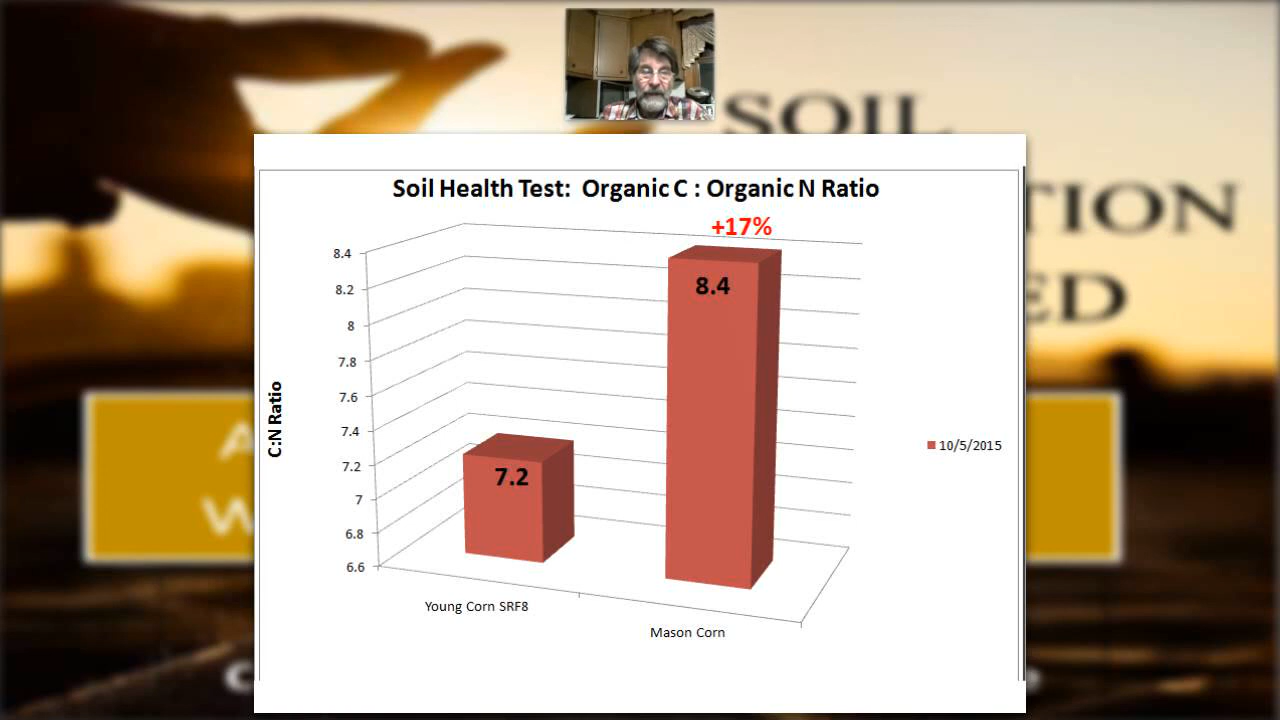 SOIL
TION
ED
Soil Health Test: Organic C : Organic N Ratio
+17%
8.4
8.2
8
7.8
7.6
7.4
7.2
7
6.8
6.6
C:N Ratio
8.4
7.2
10/5/2015
Young Corn SRF8
Mason Corn
A
W
C